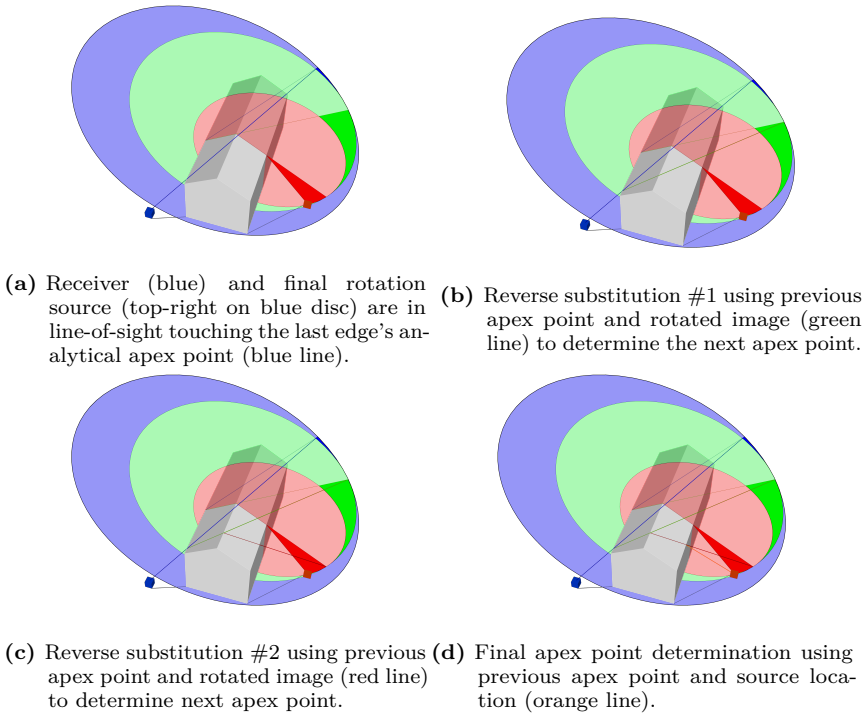 (a) Receiver (blue) and final rotation
source (top-right on blue disc) are in
line-of-sight touching the last edge's an-
alytical apex point (blue line).
(b) Reverse substitution #1 using previous
apex point and rotated image (green
line) to determine the next apex point.
(c) Reverse substitution #2 using previous
apex point and rotated image (red line)
to determine next apex point.
(d) Final apex point determination using
previous apex point and source loca-
tion (orange line).